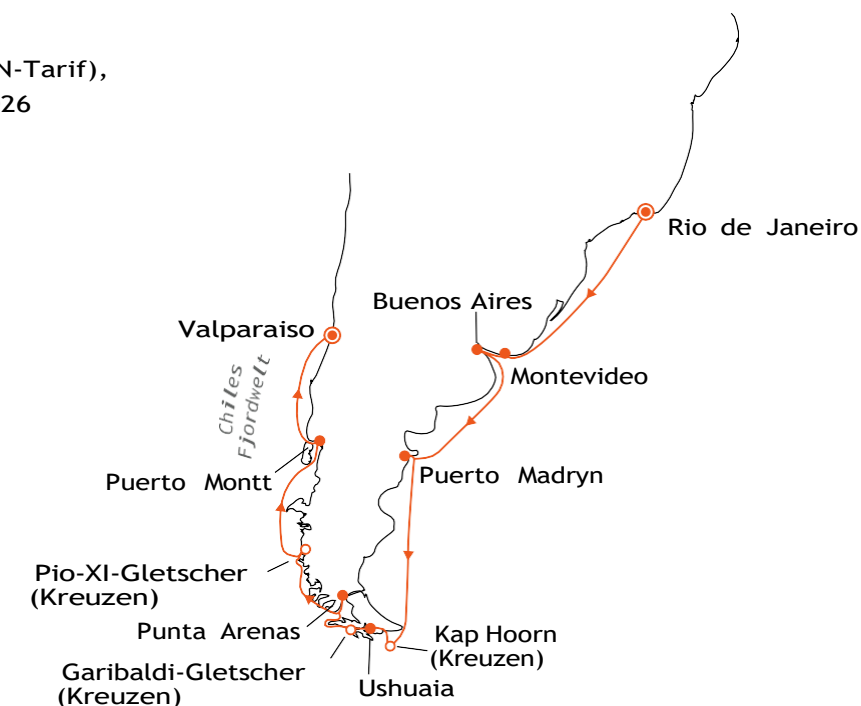 N-Tarif),
26
Rio de Janeiro
Buenos Aires
Valparaiso
Chiles
Fjordwelt
Montevideo
Puerto Montt
Puerto Madryn
Pio-XI-Gletscher
(Kreuzen)
Punta Arenas
Kap Hoorn
(Kreuzen)
Garibaldi-Gletscher
(Kreuzen)
Ushuaia